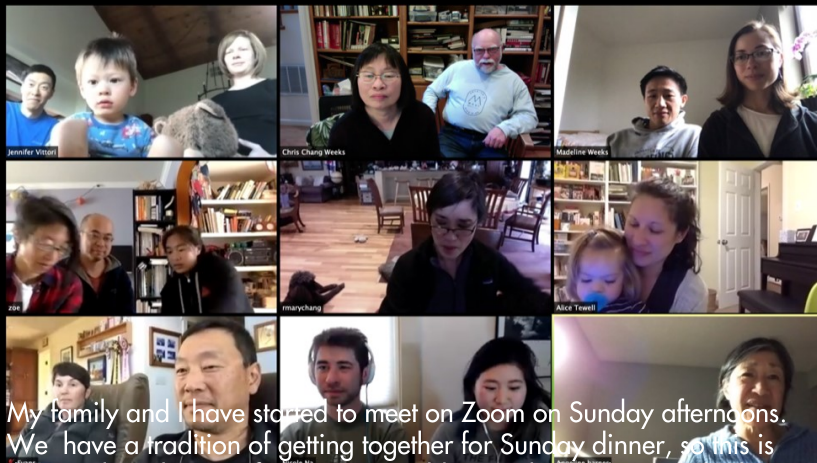 Jennifer Vittori
Chris Chang Weeks
Madeline Weeks
zoe
rmarychang
Alice Tewell
My family and I have started to meet on Zoom on Sunday afternoons.
We have a tradition of getting together for Sunday dinner, so this is